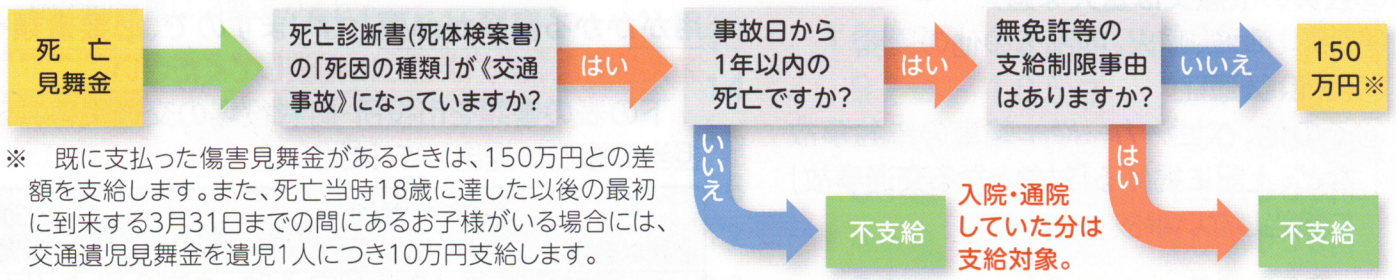 死　亡
見舞金
死亡診断書(死体検案書)
の「死因の種類」が《交通
事故》になっていますか?
はい
事故日から
1年以内の
死亡ですか?
はい
無免許等の
支給制限事由
はありますか?
いいえ
150
万円※
いいえ
不支給
入院・通院
していた分は
支給対象。
はい
不支給
※　既に支払った傷害見舞金があるときは、150万円との差
額を支給します。また、死亡当時18歳に達した以後の最初
に到来する3月31日までの間にあるお子様がいる場合には、
交通遺児見舞金を遺児1人につき10万円支給します。